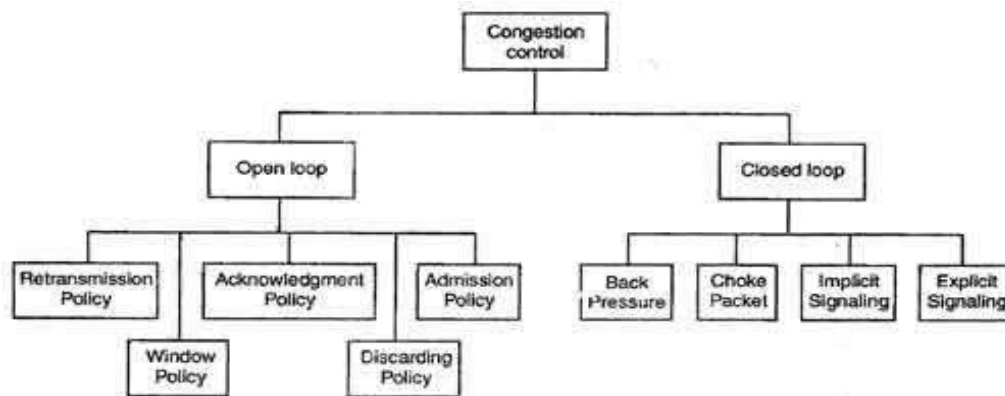 Congestion
control
Open loop
Closed loop
Retransmission
Policy
Acknowledgment
Policy
Admission
Policy
Back
Pressure
Choke
Packet
Implicit
Signaling
Explicit
Signaling
Window
Policy
Discarding
Policy